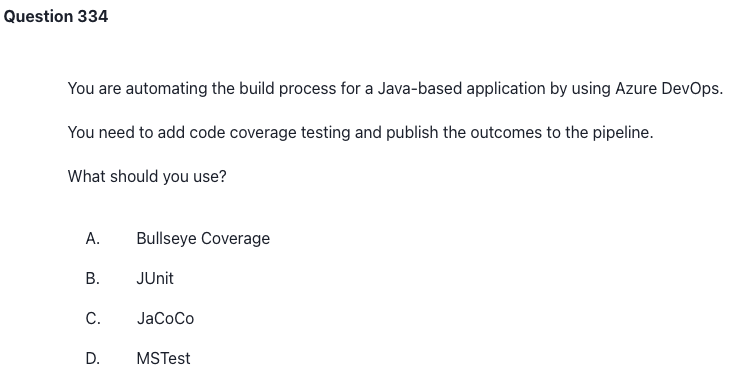 Question 334
You are automating the build process for a Java-based application by using Azure DevOps.
You need to add code coverage testing and publish the outcomes to the pipeline.
What should you use?
A. Bullseye Coverage
B. JUnit
C. JaCoCo
D. MSTest